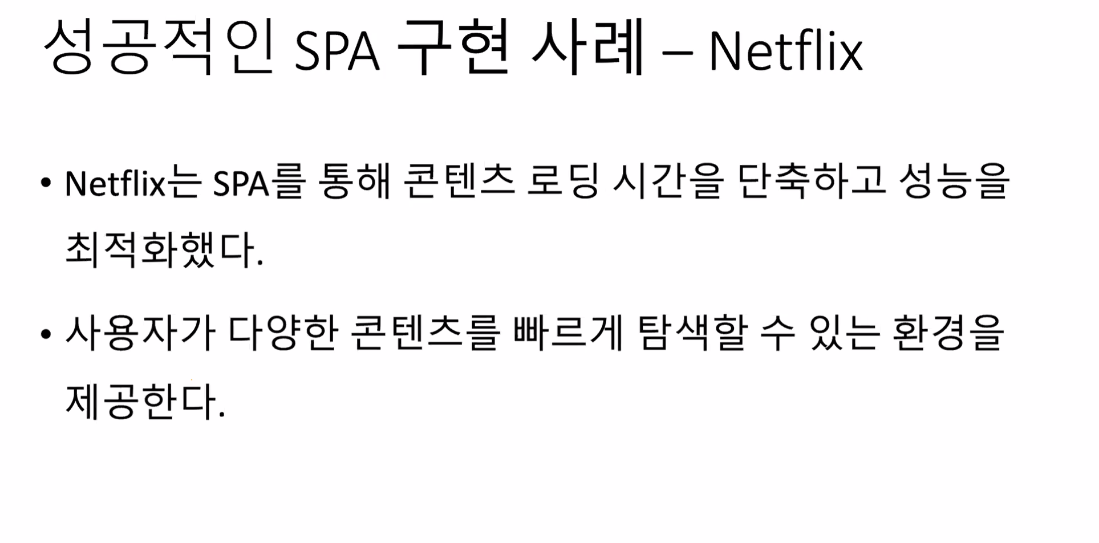 성공적인 SPA 구현 사례 – Netflix
• Netflix는 SPA를 통해 콘텐츠 로딩 시간을 단축하고 성능을
최적화했다.
• 사용자가 다양한 콘텐츠를 빠르게 탐색할 수 있는 환경을
제공한다.